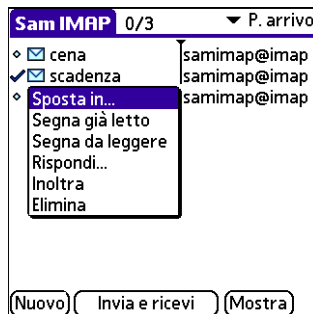 Sam IMAP 0/3 P. arrivo
cena samimap@imap
scadenza samimap@imap
samimap@imap
Sposta in...
Segna già letto
Segna da leggere
Rispondi...
Inoltra
Elimina
Nuovo Invia e ricevi Mostra